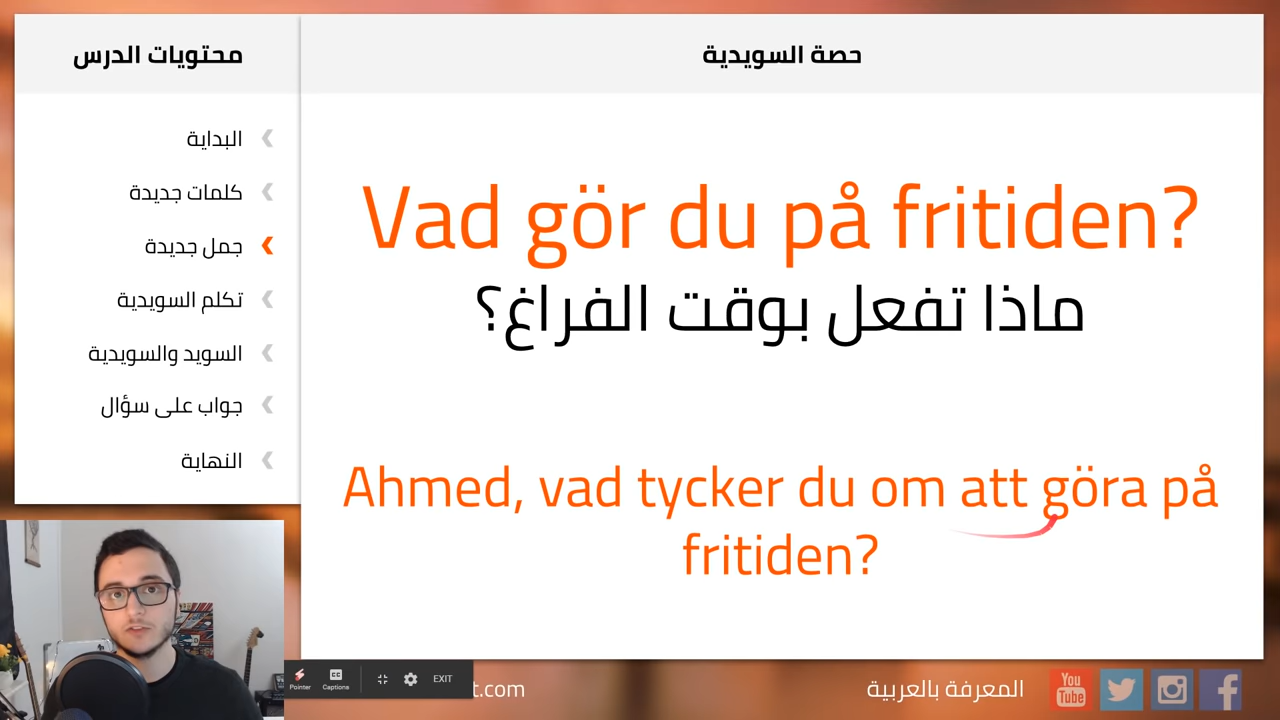 محتويات الدرس
حصة السويدية
البداية
كلمات جديدة
جمل جديدة
تكلم السويدية
السويد والسويدية
جواب على سؤال
النهاية
Vad gör du på fritiden?
ماذا تفعل بوقت الفراغ؟
Ahmed, vad tycker du om att göra på
fritiden?
Pointer
CC
Captions
EXIT
t.com
المعرفة بالعربية
You
Tube